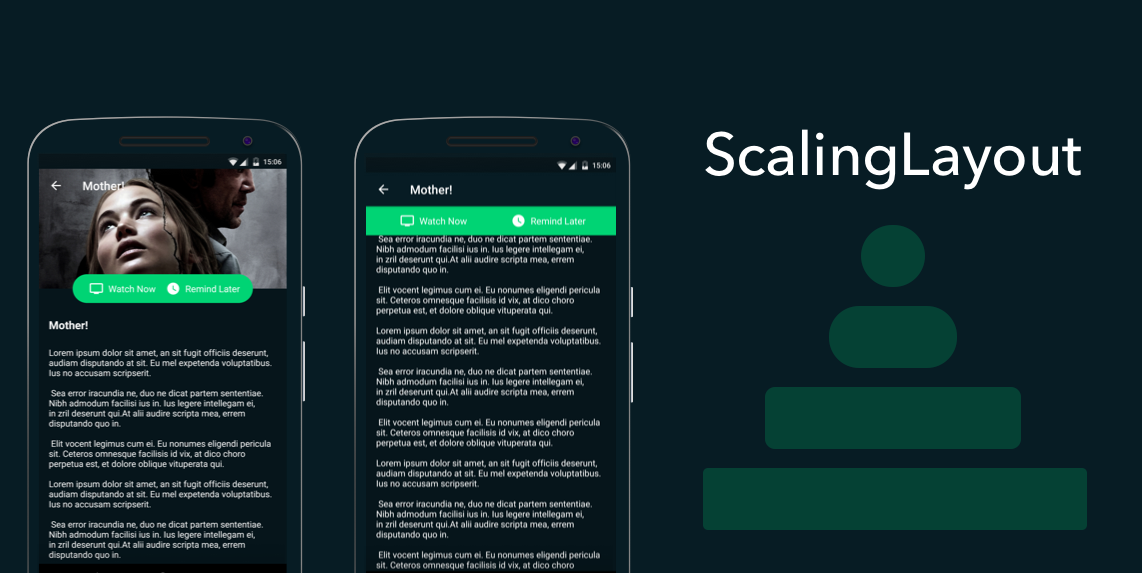 15:06
Mother!
Watch Now Remind Later
Mother!
Lorem ipsum dolor sit amet, an sit fugit officiis deserunt,
audiam disputando at sit. Eu mel expetenda voluptatibus.
Ius no accusam scripserit.
Sea error iracundia ne, duo ne dicat partem sententiae.
Nibh admodum facilisi ius in. Ius legere intellegam ei,
in zril deserunt qui.At alii audire scripta mea, errem
disputando quo in.
Elit vocent legimus cum ei. Eu nonumes eligendi pericula
sit. Ceteros omnesque facilisis id vix, at dico choro
perpetua est, et dolore oblique vituperata qui.
Lorem ipsum dolor sit amet, an sit fugit officiis deserunt,
audiam disputando at sit. Eu mel expetenda voluptatibus.
Ius no accusam scripserit.
Sea error iracundia ne, duo ne dicat partem sententiae.
Nibh admodum facilisi ius in. Ius legere intellegam ei,
in zril deserunt qui.At alii audire scripta mea, errem
disputando quo in.
15:06
Mother!
Watch Now Remind Later
Sea error iracundia ne, duo ne dicat partem sententiae.
Nibh admodum facilisi ius in. Ius legere intellegam ei,
in zril deserunt qui.At alii audire scripta mea, errem
disputando quo in.
Elit vocent legimus cum ei. Eu nonumes eligendi pericula
sit. Ceteros omnesque facilisis id vix, at dico choro
perpetua est, et dolore oblique vituperata qui.
Lorem ipsum dolor sit amet, an sit fugit officiis deserunt,
audiam disputando at sit. Eu mel expetenda voluptatibus.
Ius no accusam scripserit.
Sea error iracundia ne, duo ne dicat partem sententiae.
Nibh admodum facilisi ius in. Ius legere intellegam ei,
in zril deserunt qui.At alii audire scripta mea, errem
disputando quo in.
Elit vocent legimus cum ei. Eu nonumes eligendi pericula
sit. Ceteros omnesque facilisis id vix, at dico choro
perpetua est, et dolore oblique vituperata qui.
Lorem ipsum dolor sit amet, an sit fugit officiis deserunt,
audiam disputando at sit. Eu mel expetenda voluptatibus.
Ius no accusam scripserit.
Sea error iracundia ne, duo ne dicat partem sententiae.
Nibh admodum facilisi ius in. Ius legere intellegam ei,
in zril deserunt qui.At alii audire scripta mea, errem
disputando quo in.
Elit vocent legimus cum ei. Eu nonumes eligendi pericula
sit. Ceteros omnesque facilisis id vix, at dico choro
ScalingLayout